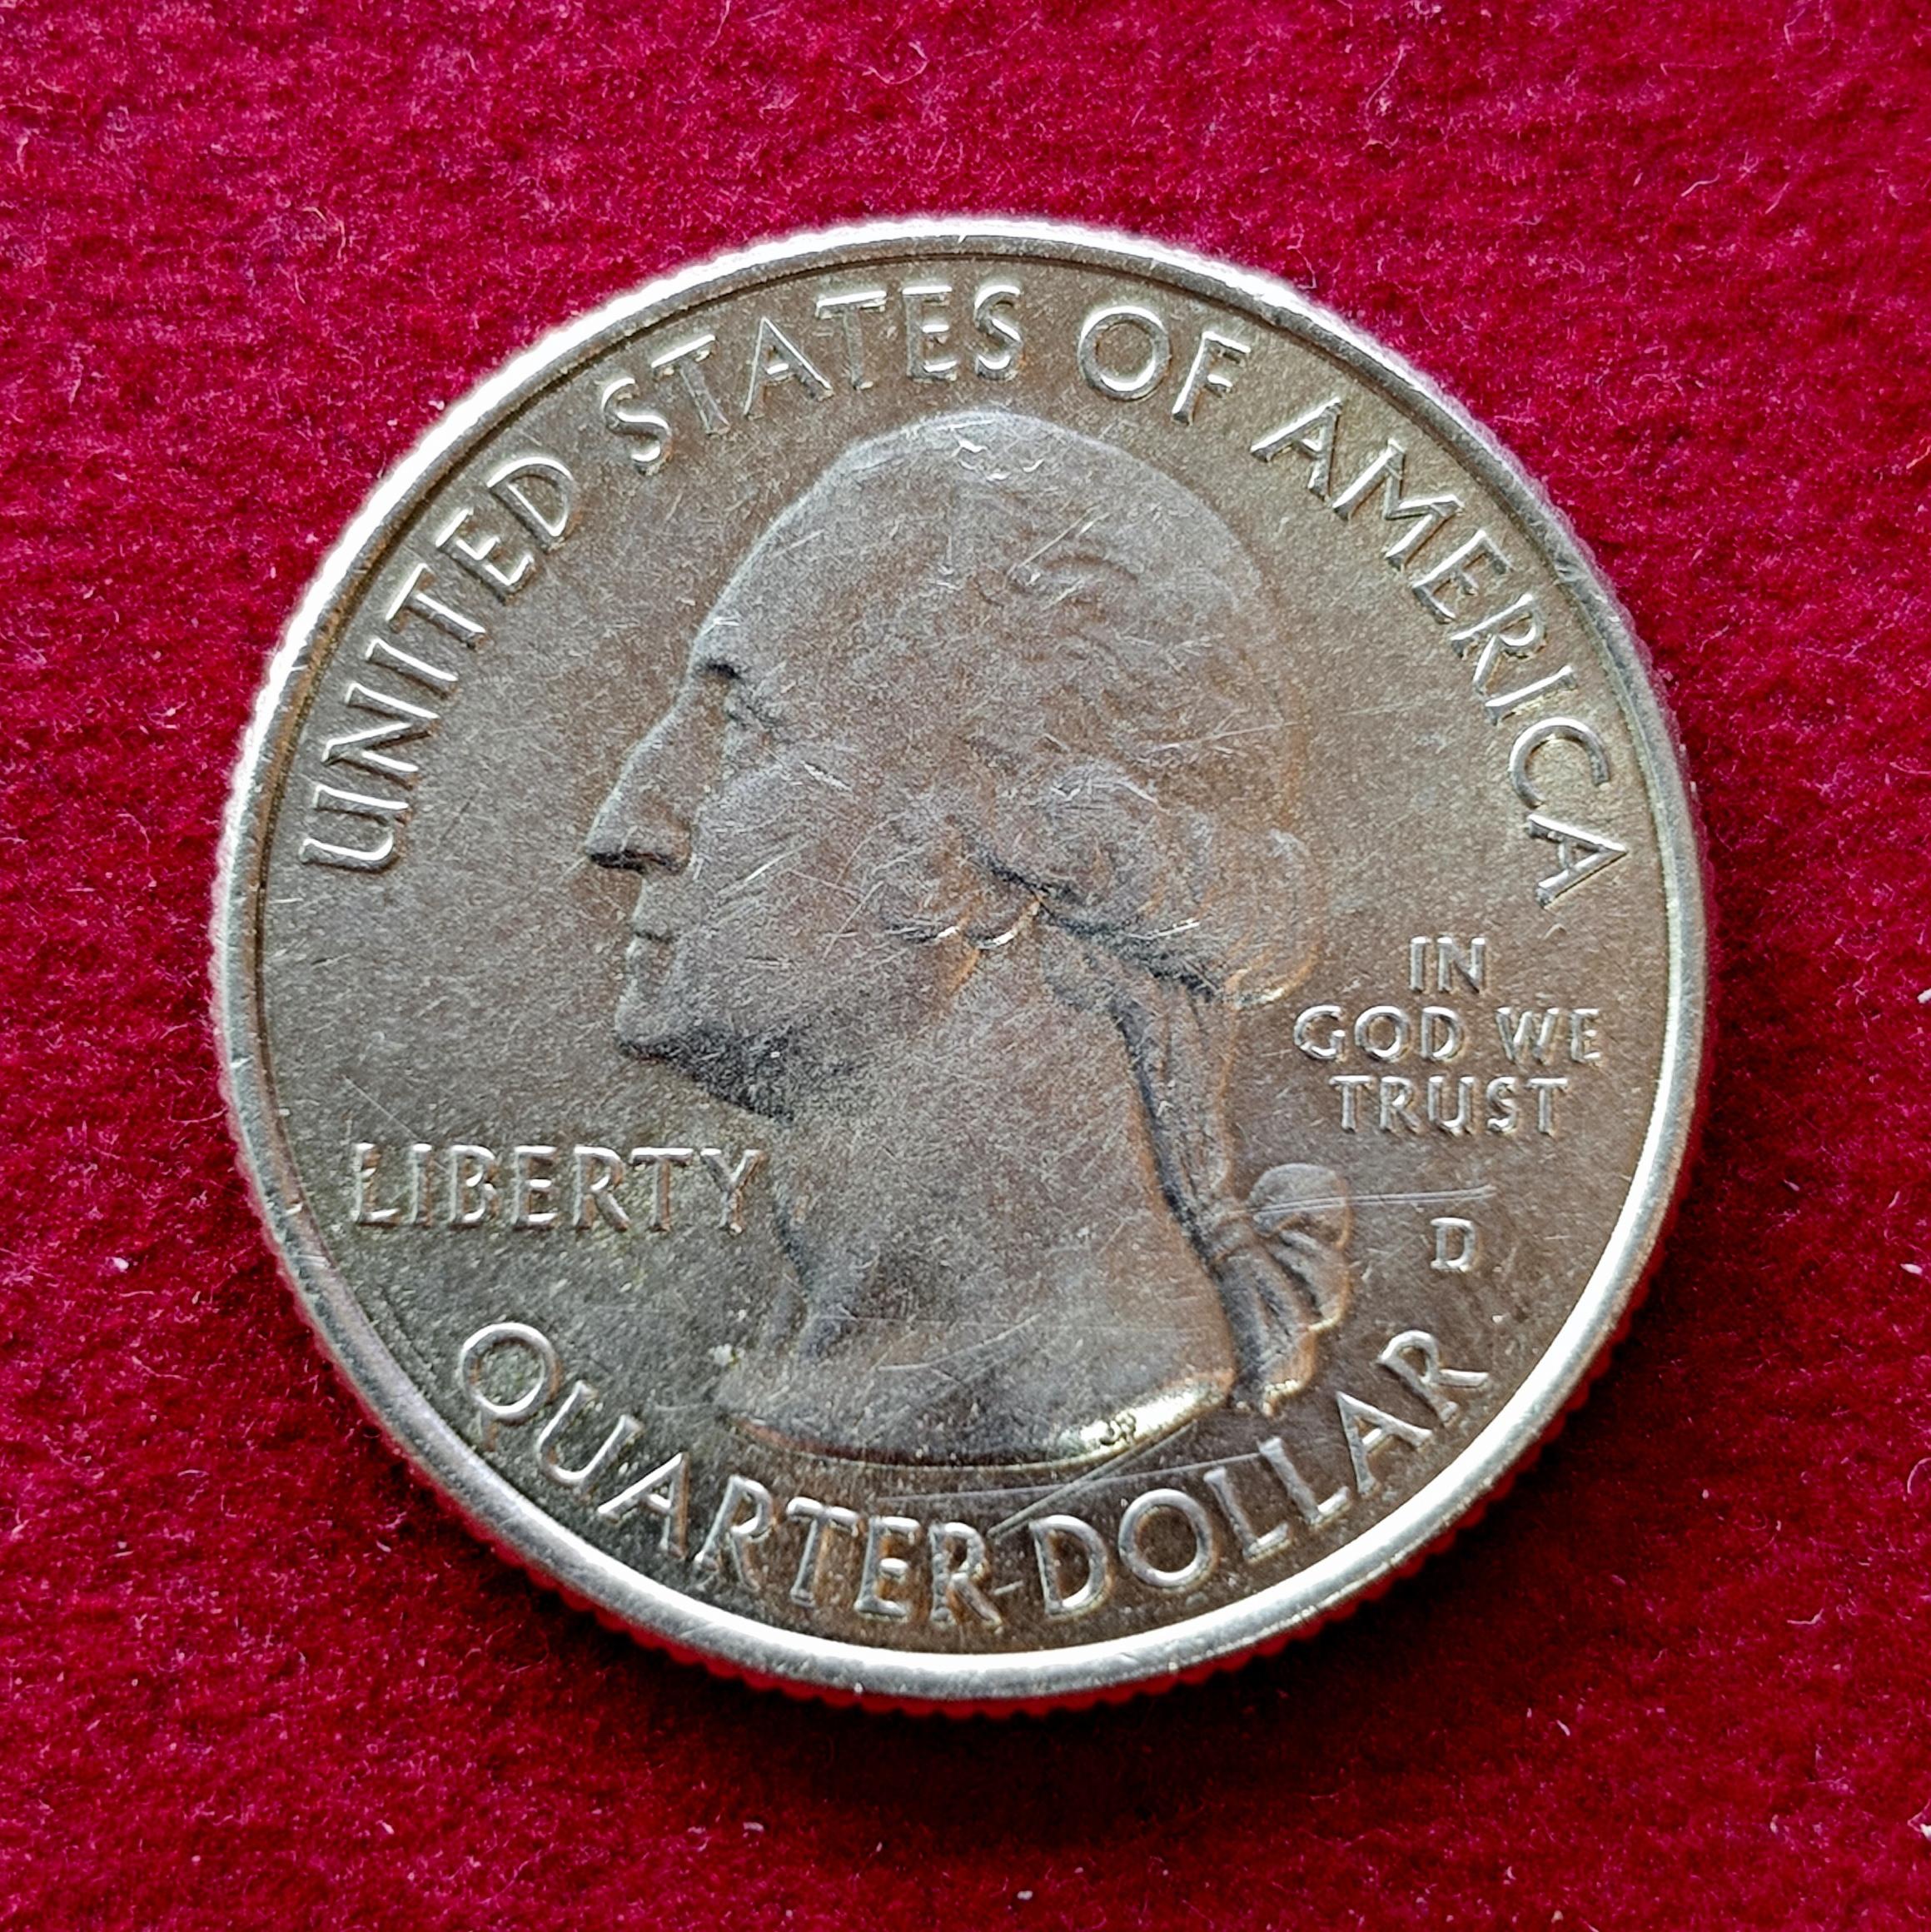 UNITED STATES OF AMERICA
LIBERTY
IN
GOD WE
TRUST
D
QUARTER DOLLAR